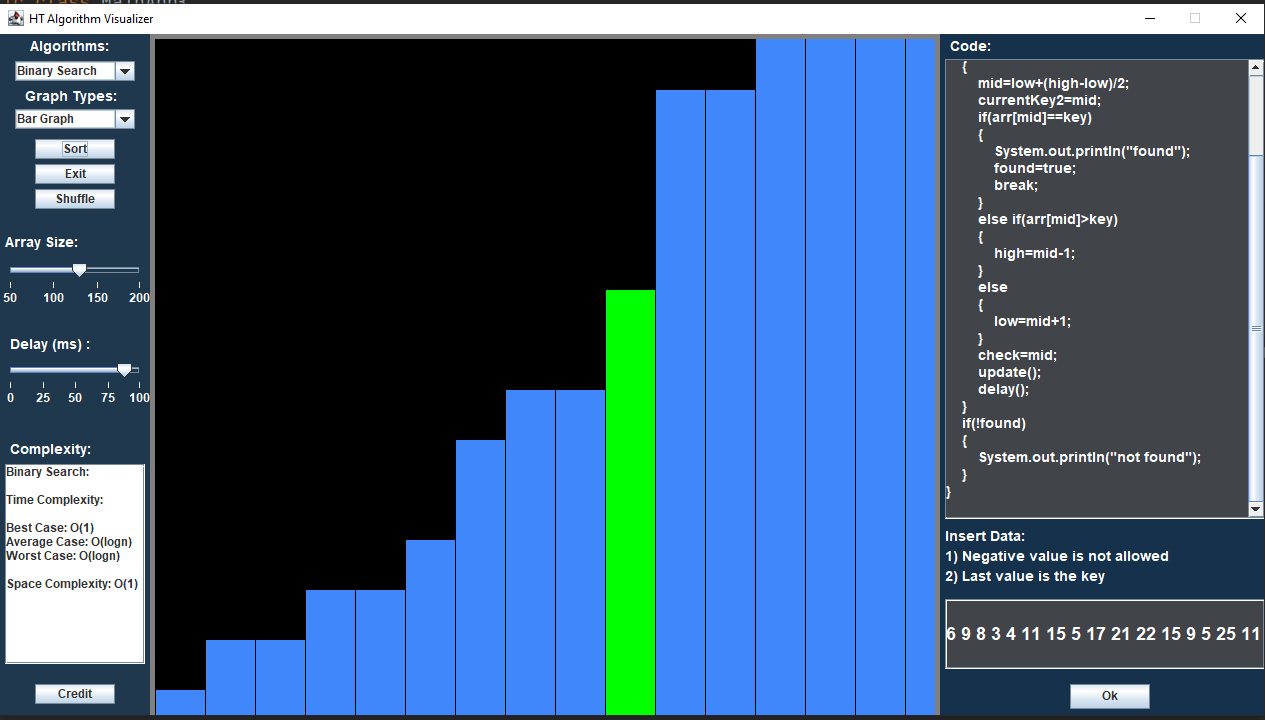 HT Algorithm Visualizer
Algorithms:
Binary Search
Graph Types:
Bar Graph
Sort
Exit
Shuffle
Array Size:
50 100 150 200
Delay (ms) :
0 25 50 75 100
Complexity:
Binary Search:
Time Complexity:
Best Case: O(1)
Average Case: O(logn)
Worst Case: O(logn)
Space Complexity: O(1)
Credit
Code:
{
mid=low+(high-low)/2;
currentKey2=mid;
if(arr[mid]==key)
{
System.out.println("found");
found=true;
break;
}
else if(arr[mid]>key)
{
high=mid-1;
}
else
{
low=mid+1;
}
check=mid;
update();
delay();
}
if(!found)
{
System.out.println("not found");
}
}
Insert Data:
1) Negative value is not allowed
2) Last value is the key
6 9 8 3 4 11 15 5 17 21 22 15 9 5 25 11
Ok